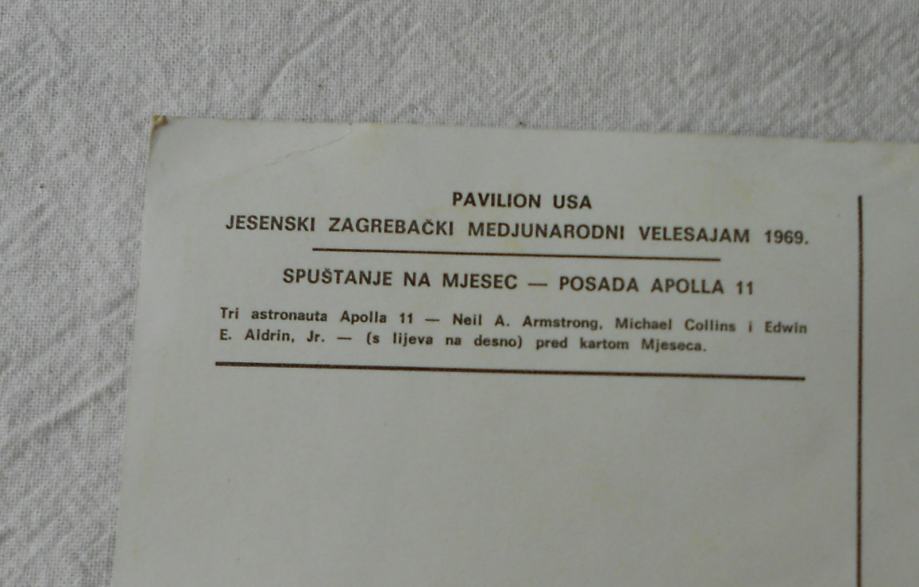 PAVILION USA
JESENSKI ZAGREBAČKI MEDJUNARODNI VELESAJAM 1969.
SPUŠTANJE NA MJESEC — POSADA APOLLA 11
Tri astronauta Apolla 11 — Neil A. Armstrong, Michael Collins i Edwin
E. Aldrin, Jr. — (s lijeva na desno) pred kartom Mjeseca.